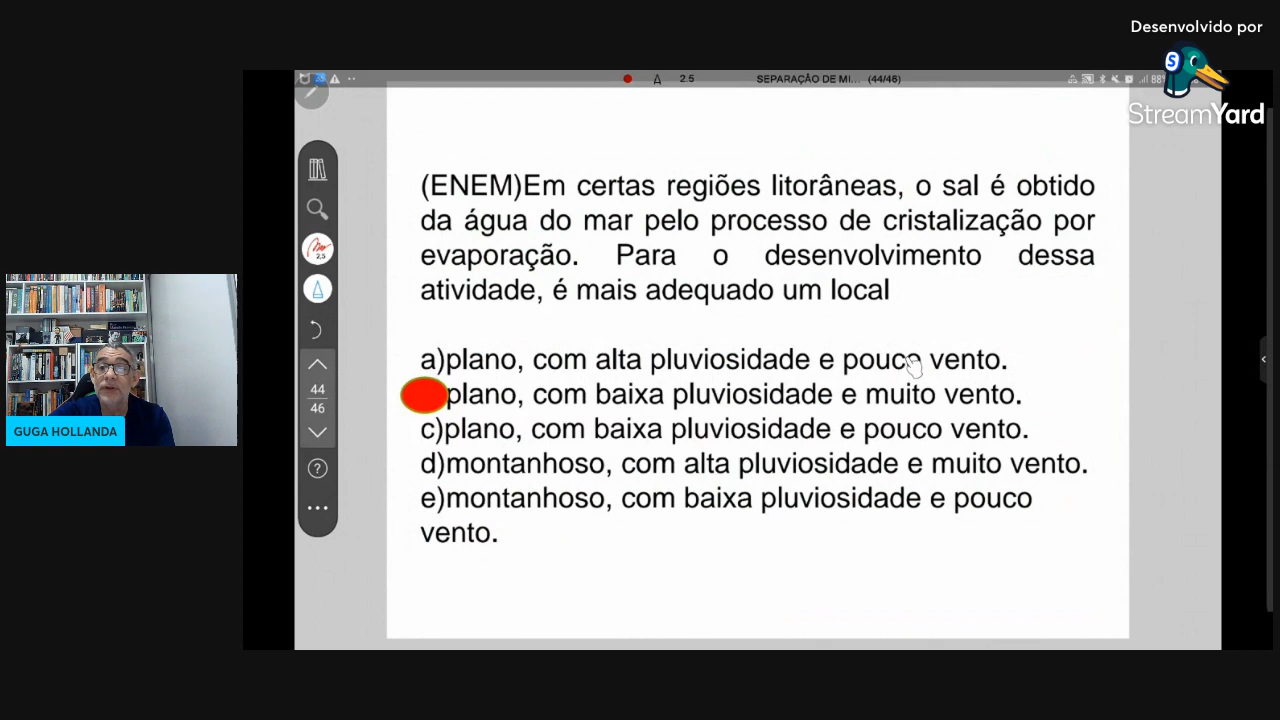 Desenvolvido por
StreamYard
2.5
SEPARAÇÃO DE MI... (44/46)
88%
(ENEM)Em certas regiões litorâneas, o sal é obtido
da água do mar pelo processo de cristalização por
evaporação. Para o desenvolvimento dessa
atividade, é mais adequado um local
a)plano, com alta pluviosidade e pouco vento.
plano, com baixa pluviosidade e muito vento.
c)plano, com baixa pluviosidade e pouco vento.
d)montanhoso, com alta pluviosidade e muito vento.
e)montanhoso, com baixa pluviosidade e pouco
vento.
2.5
44
46
GUGA HOLLANDA